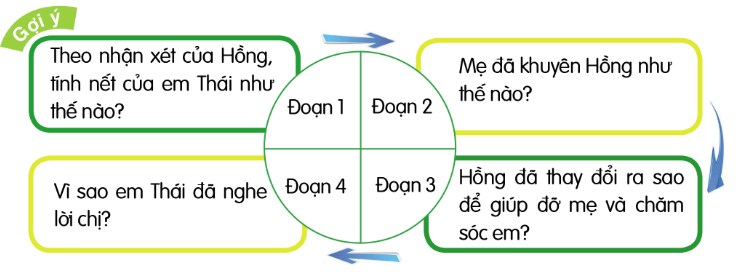 Gợi ý
Theo nhận xét của Hồng,
tính nết của em Thái như
thế nào?
Đoạn 1
Đoạn 2
Mẹ đã khuyên Hồng như
thế nào?
Vì sao em Thái đã nghe
lời chị?
Đoạn 4
Đoạn 3
Hồng đã thay đổi ra sao
để giúp đỡ mẹ và chăm
sóc em?